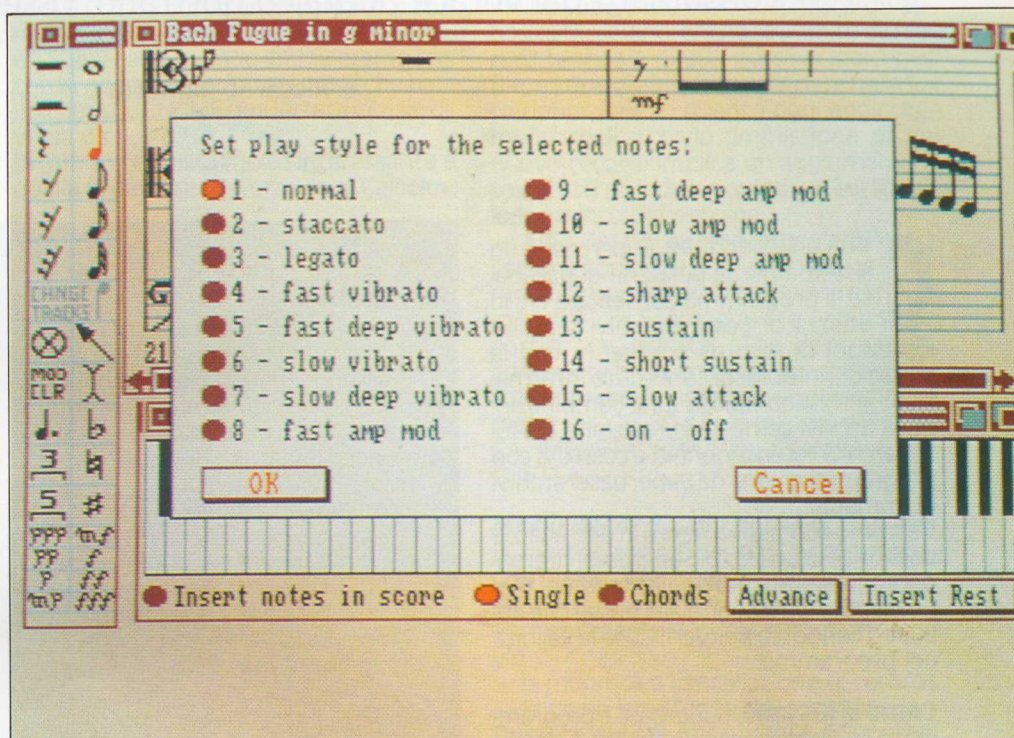 Bach Fugue in g minor
mf
Set play style for the selected notes:
1 - normal
2 - staccato
3 - legato
4 - fast vibrato
5 - fast deep vibrato
6 - slow vibrato
7 - slow deep vibrato
8 - fast amp mod
9 - fast deep amp mod
10 - slow amp mod
11 - slow deep amp mod
12 - sharp attack
13 - sustain
14 - short sustain
15 - slow attack
16 - on - off
OK
Cancel
CHNGE
TRACKS
MOD
CLR
3
5
ppp mf
pp f
p ff
mp fff
G
21
Insert notes in score Single Chords Advance Insert Rest